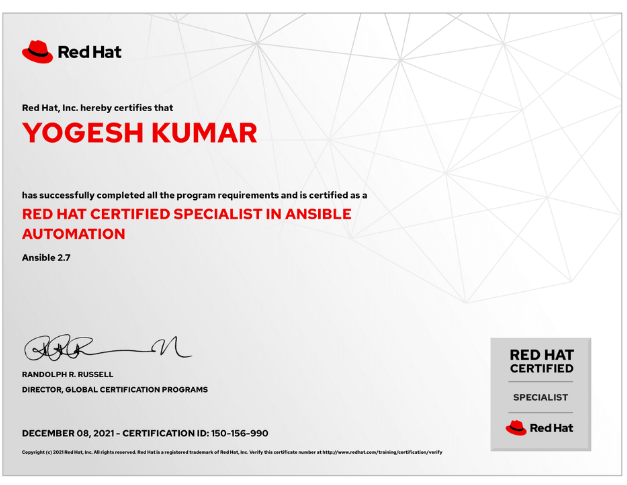 Red Hat
Red Hat, Inc. hereby certifies that
YOGESH KUMAR
has successfully completed all the program requirements and is certified as a
RED HAT CERTIFIED SPECIALIST IN ANSIBLE
AUTOMATION
Ansible 2.7
RANDOLPH R. RUSSELL
DIRECTOR, GLOBAL CERTIFICATION PROGRAMS
RED HAT
CERTIFIED
SPECIALIST
Red Hat
DECEMBER 08, 2021 - CERTIFICATION ID: 150-156-990
Copyright (c) 2021 Red Hat, Inc. All rights reserved. Red Hat is a registered trademark of Red Hat, Inc. Verify this certificate number at http://www.redhat.com/training/certification/verify